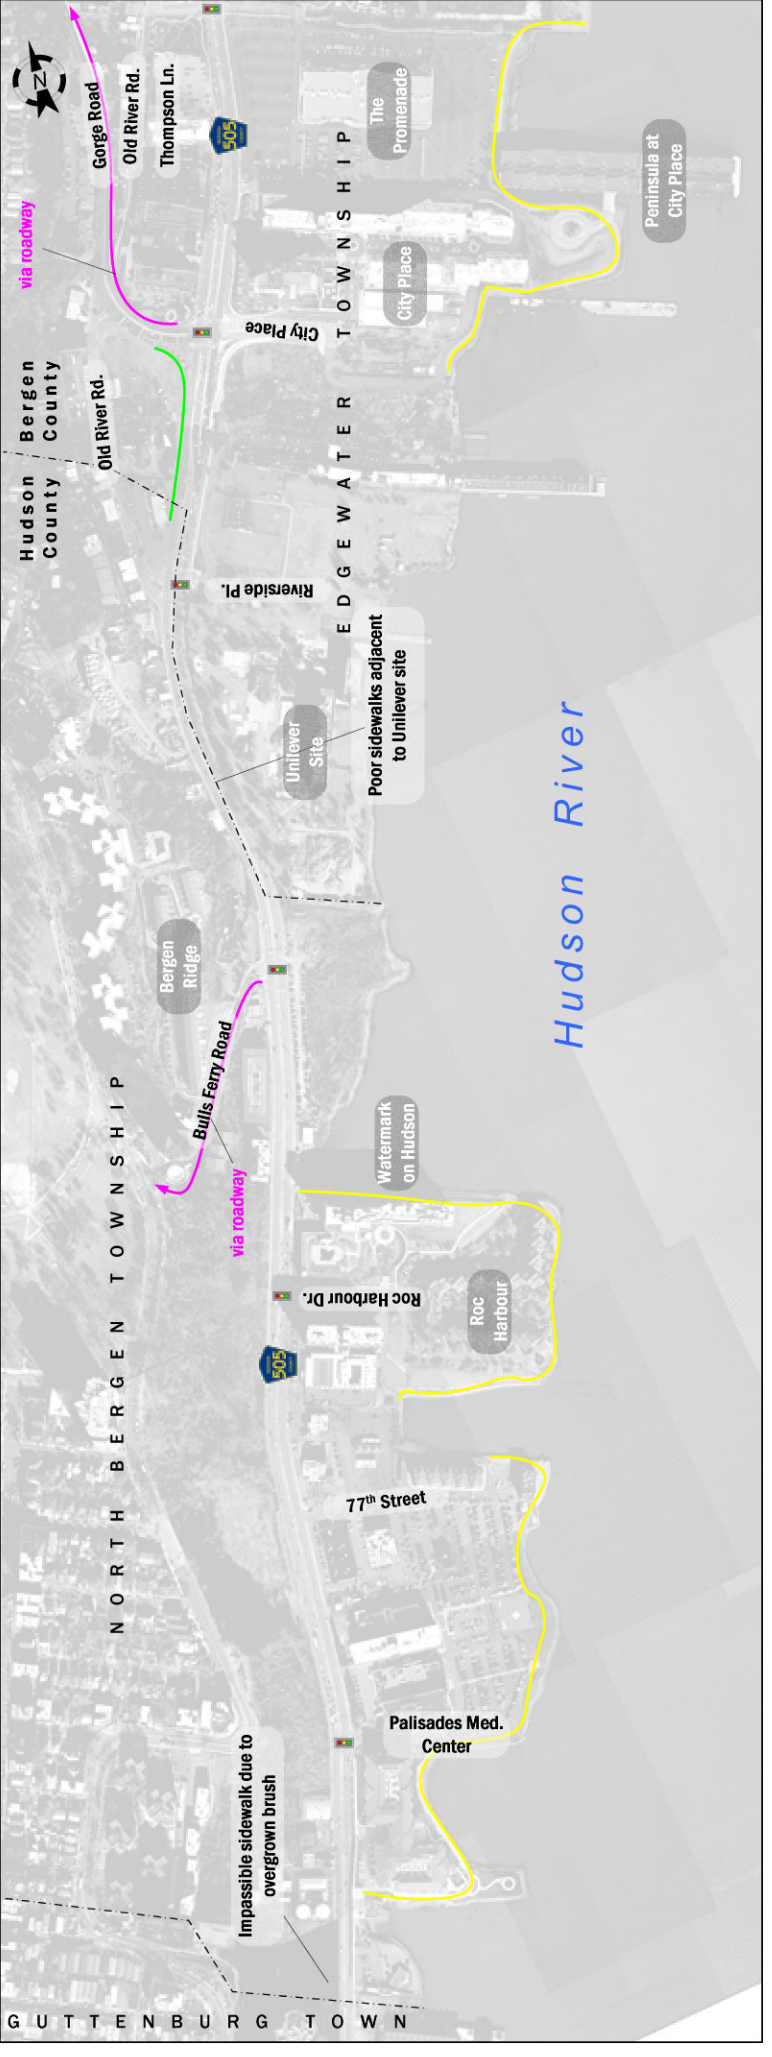 N
Gorge Road
Old River Rd.
Thompson Ln.
505
via roadway
The
Promenade
Peninsula at
City Place
City Place
City Place
EDGEWATER TOWNSHIP
Bergen
County
Hudson
County
Old River Rd.
Riverside Pl.
Unilever
Site
Poor sidewalks adjacent
to Unilever site
Hudson River
Bergen
Ridge
Bulls Ferry Road
via roadway
NORTH BERGEN TOWNSHIP
Watermark
on Hudson
Roc Harbour Dr.
Roc
Harbour
505
77th Street
Palisades Med.
Center
Impassible sidewalk due to
overgrown brush
GUTTENBURG TOWN